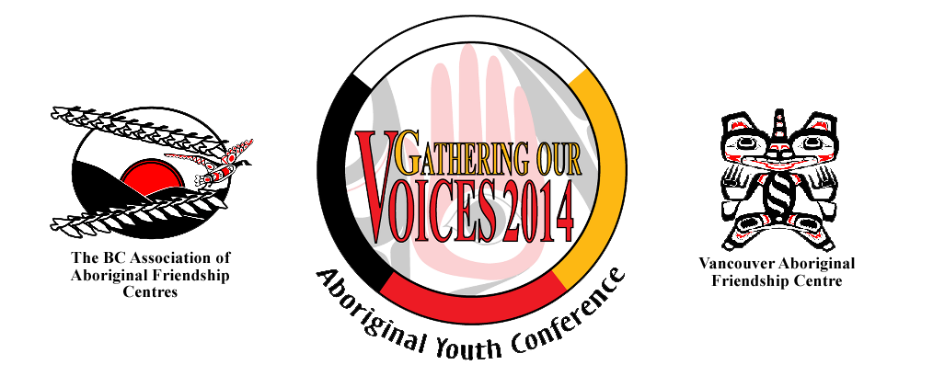 GATHERING OUR
VOICES 2014
Aboriginal Youth Conference
The BC Association of
Aboriginal Friendship
Centres
Vancouver Aboriginal
Friendship Centre